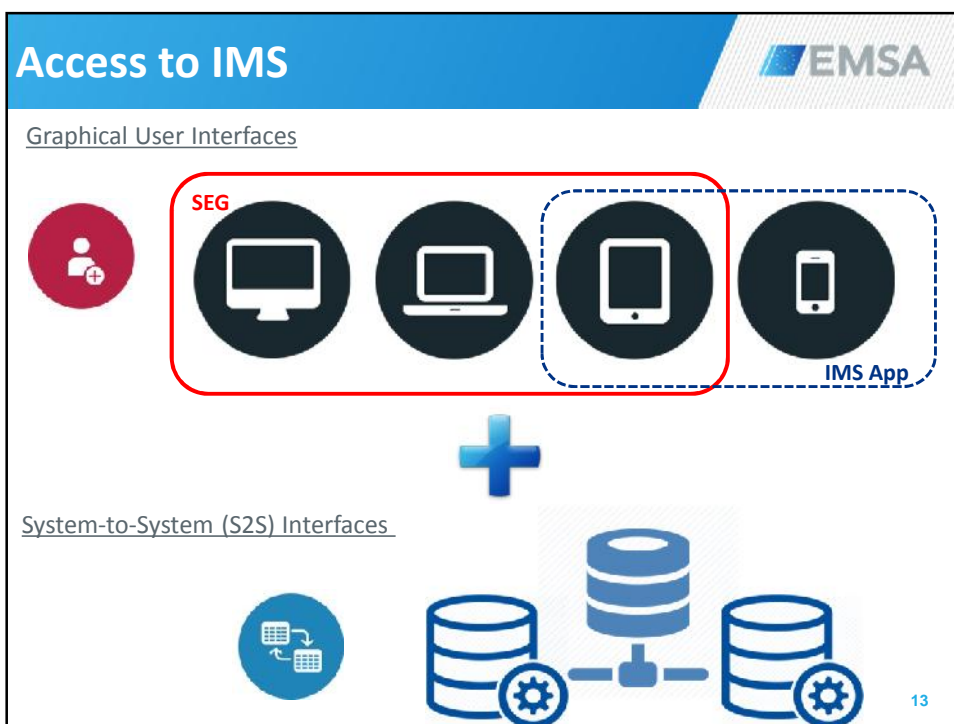 Access to IMS
EMSA
Graphical User Interfaces
SEG
IMS App
System-to-System (S2S) Interfaces
13